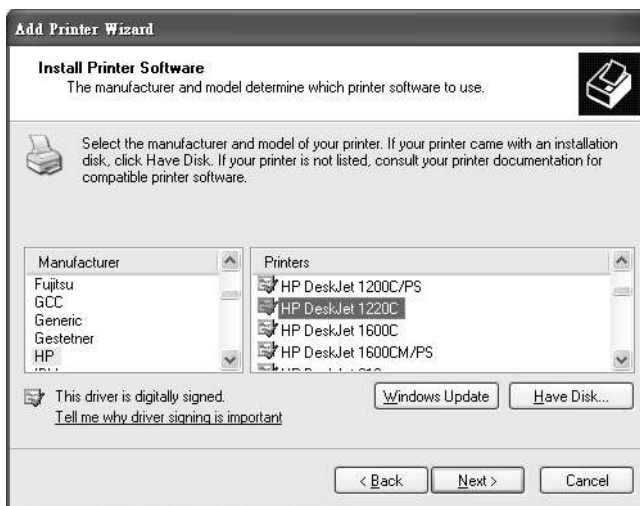 Add Printer Wizard
Install Printer Software
The manufacturer and model determine which printer software to use.
Select the manufacturer and model of your printer. If your printer came with an installation
disk, click Have Disk. If your printer is not listed, consult your printer documentation for
compatible printer software.
Manufacturer
Fujitsu
GCC
Generic
Gestetner
HP
Printers
HP DeskJet 1200C/PS
HP DeskJet 1220C
HP DeskJet 1600C
HP DeskJet 1600CM/PS
This driver is digitally signed.
Tell me why driver signing is important
Windows Update
Have Disk...
< Back
Next >
Cancel